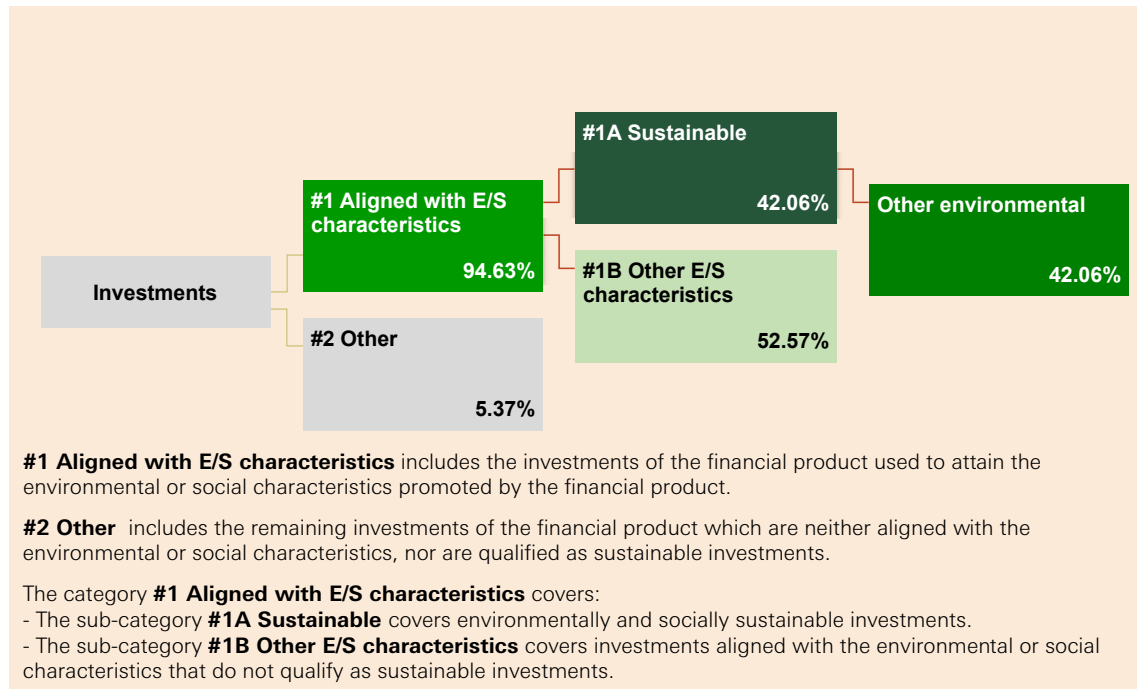 #1A Sustainable
42.06%
#1 Aligned with E/S
characteristics
94.63%
Other environmental
42.06%
Investments
#1B Other E/S
characteristics
52.57%
#2 Other
5.37%
#1 Aligned with E/S characteristics includes the investments of the financial product used to attain the
environmental or social characteristics promoted by the financial product.
#2 Other includes the remaining investments of the financial product which are neither aligned with the
environmental or social characteristics, nor are qualified as sustainable investments.
The category #1 Aligned with E/S characteristics covers:
- The sub-category #1A Sustainable covers environmentally and socially sustainable investments.
- The sub-category #1B Other E/S characteristics covers investments aligned with the environmental or social
characteristics that do not qualify as sustainable investments.